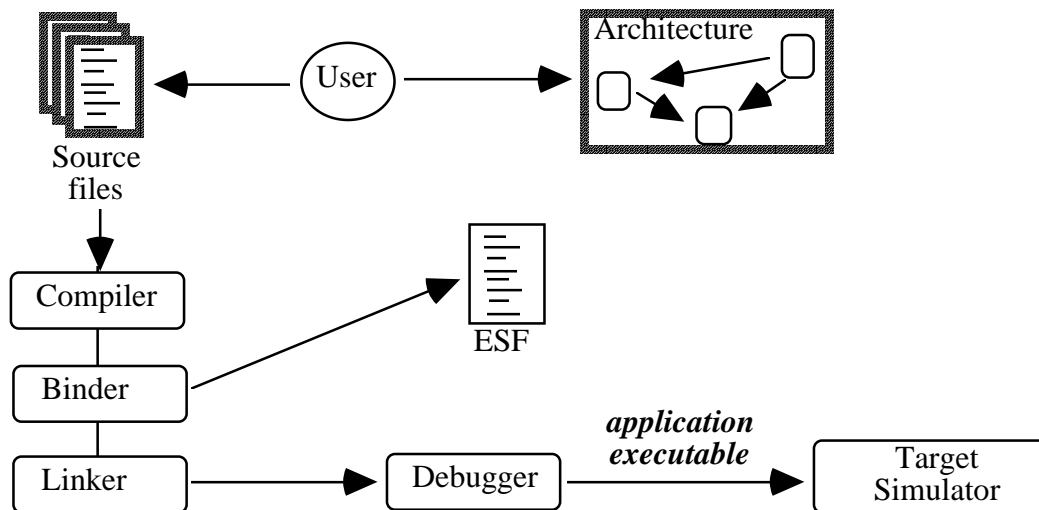 Architecture
User
Source
files
Compiler
ESF
Binder
application
executable
Linker
Debugger
Target
Simulator